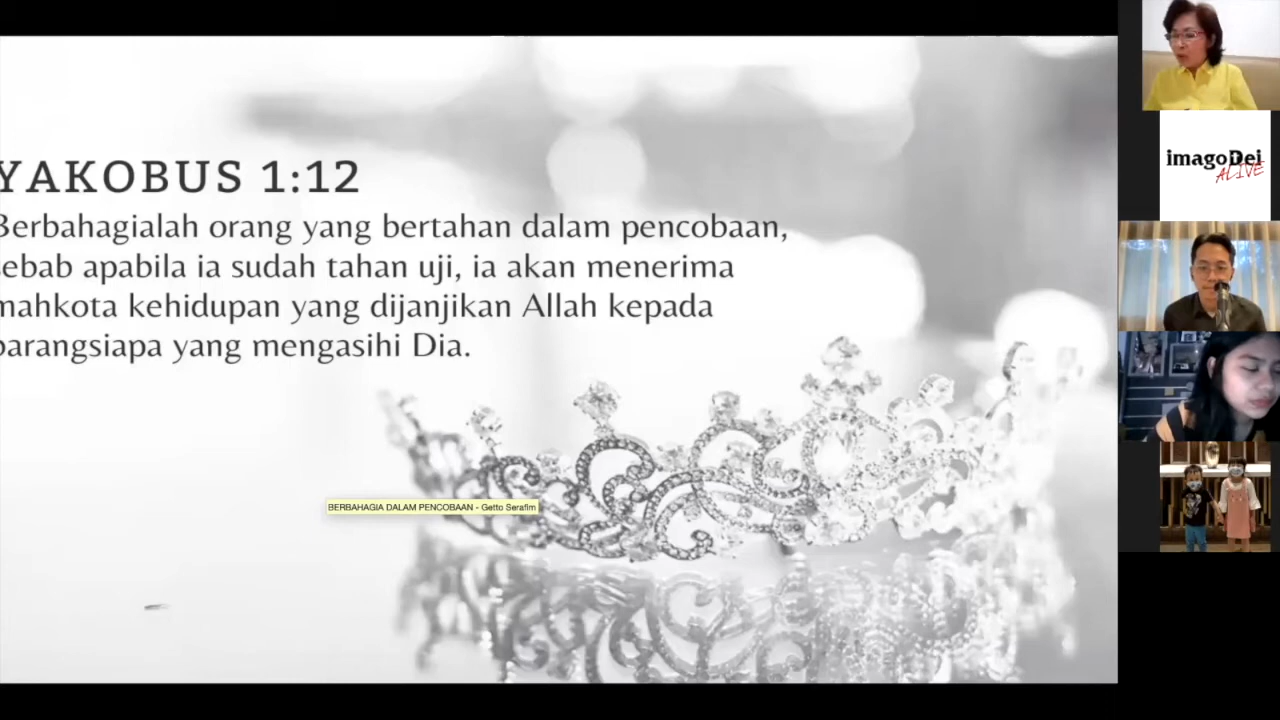 YAKOBUS 1:12
Berbahagialah orang yang bertahan dalam pencobaan,
sebab apabila ia sudah tahan uji, ia akan menerima
mahkota kehidupan yang dijanjikan Allah kepada
barangsiapa yang mengasihi Dia.
BERBAHAGIA DALAM PENCOBAAN - Getto Serafim
imagoDei
ALIVE